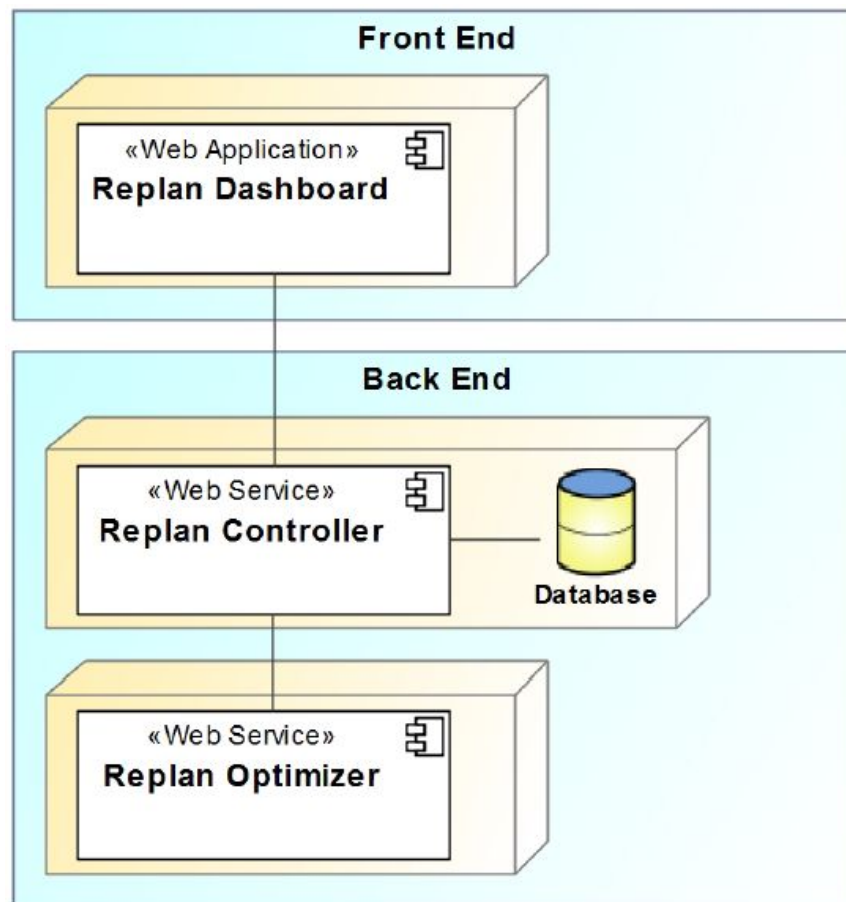 Front End
«Web Application»
Replan Dashboard
Back End
«Web Service»
Replan Controller
Database
«Web Service»
Replan Optimizer